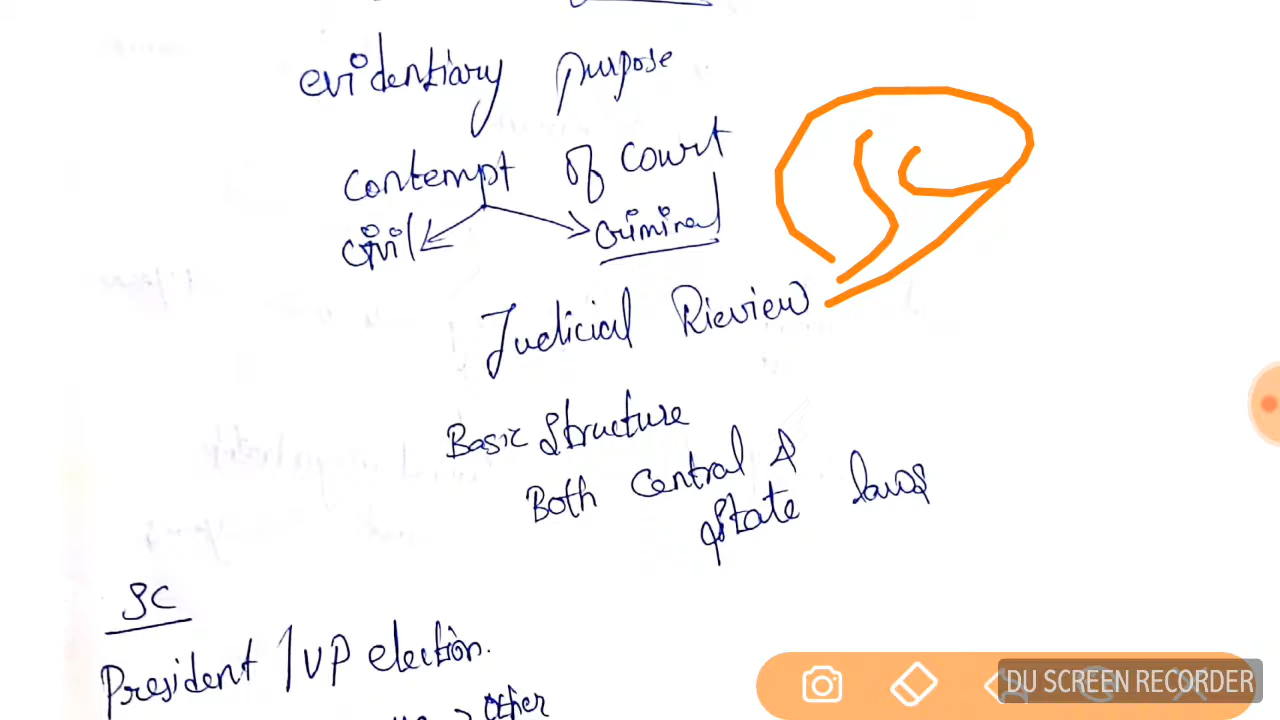 evidentiary purpose
contempt of court
civil criminal
SC
Judicial Rieview
Basic Structure
Both Central &
State laws
SC
President / VP election.
other
DU SCREEN RECORDER